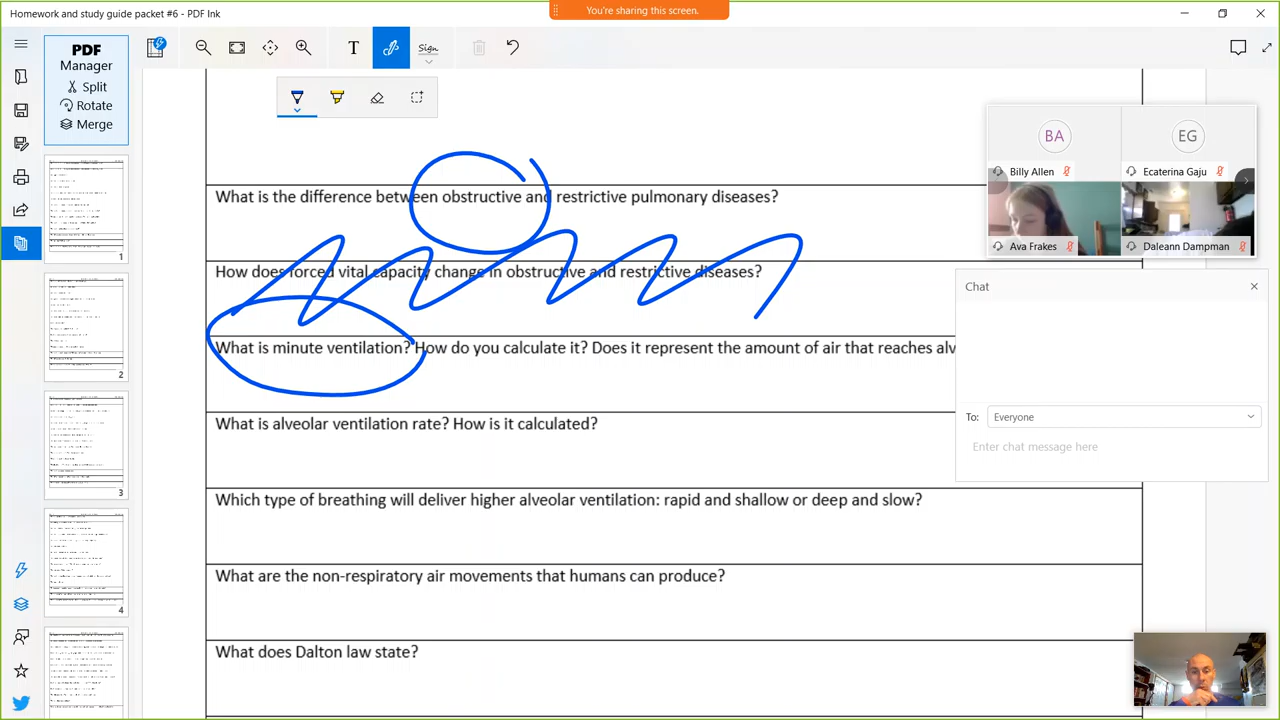 Homework and study guide packet #6 - PDF Ink
You're sharing this screen.
PDF
Manager
Split
Rotate
Merge
T
Sign
1
2
3
4
What is the difference between obstructive and restrictive pulmonary diseases?
How does forced vital capacity change in obstructive and restrictive diseases?
What is minute ventilation? How do you calculate it? Does it represent the amount of air that reaches alv
What is alveolar ventilation rate? How is it calculated?
Which type of breathing will deliver higher alveolar ventilation: rapid and shallow or deep and slow?
What are the non-respiratory air movements that humans can produce?
What does Dalton law state?
BA
EG
Billy Allen
Ecaterina Gaju
Ava Frakes
Daleann Dampman
Chat
To: Everyone
Enter chat message here